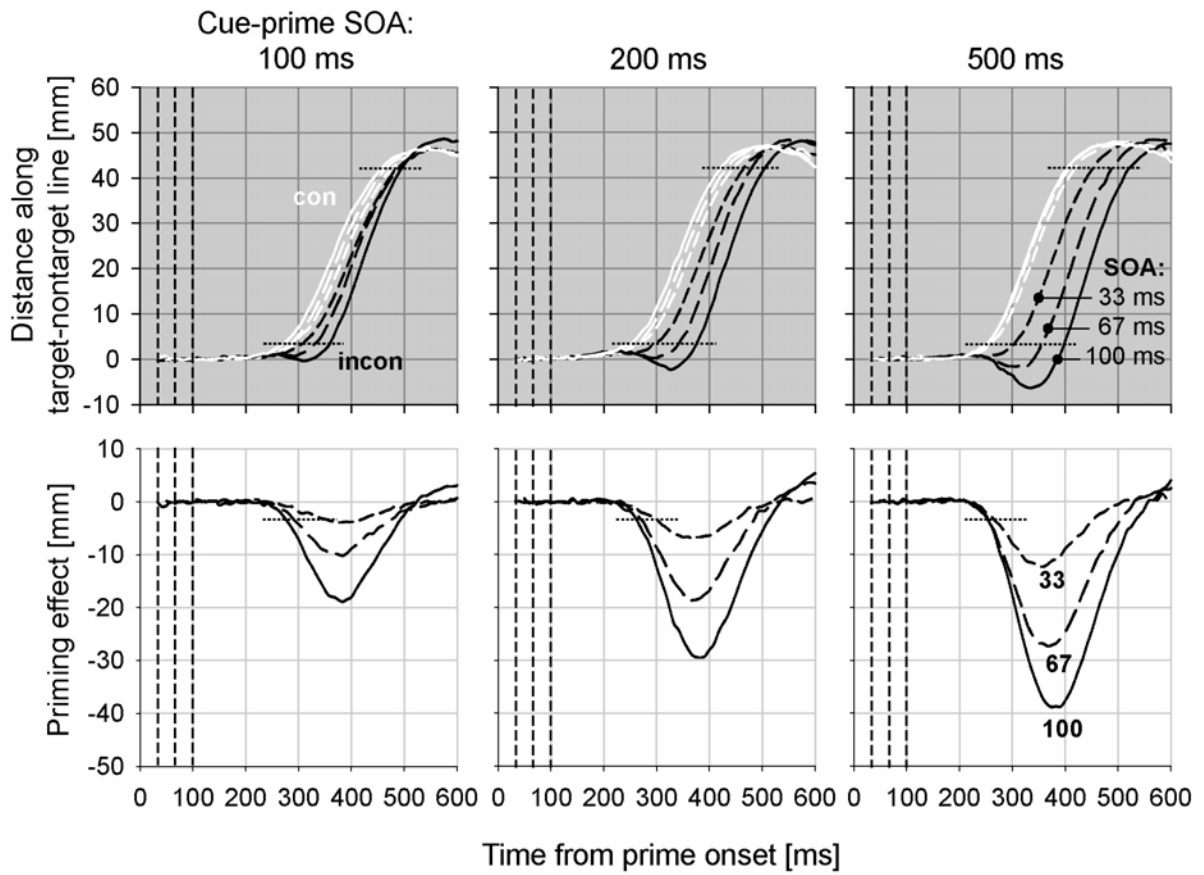 Cue-prime SOA:
100 ms
200 ms
500 ms
Distance along
target-nontarget line [mm]
60
50
40
30
20
10
0
-10
con
incon
SOA:
33 ms
67 ms
100 ms
Priming effect [mm]
10
0
-10
-20
-30
-40
-50
33
67
100
0 100 200 300 400 500 600
0 100 200 300 400 500 600
0 100 200 300 400 500 600
Time from prime onset [ms]